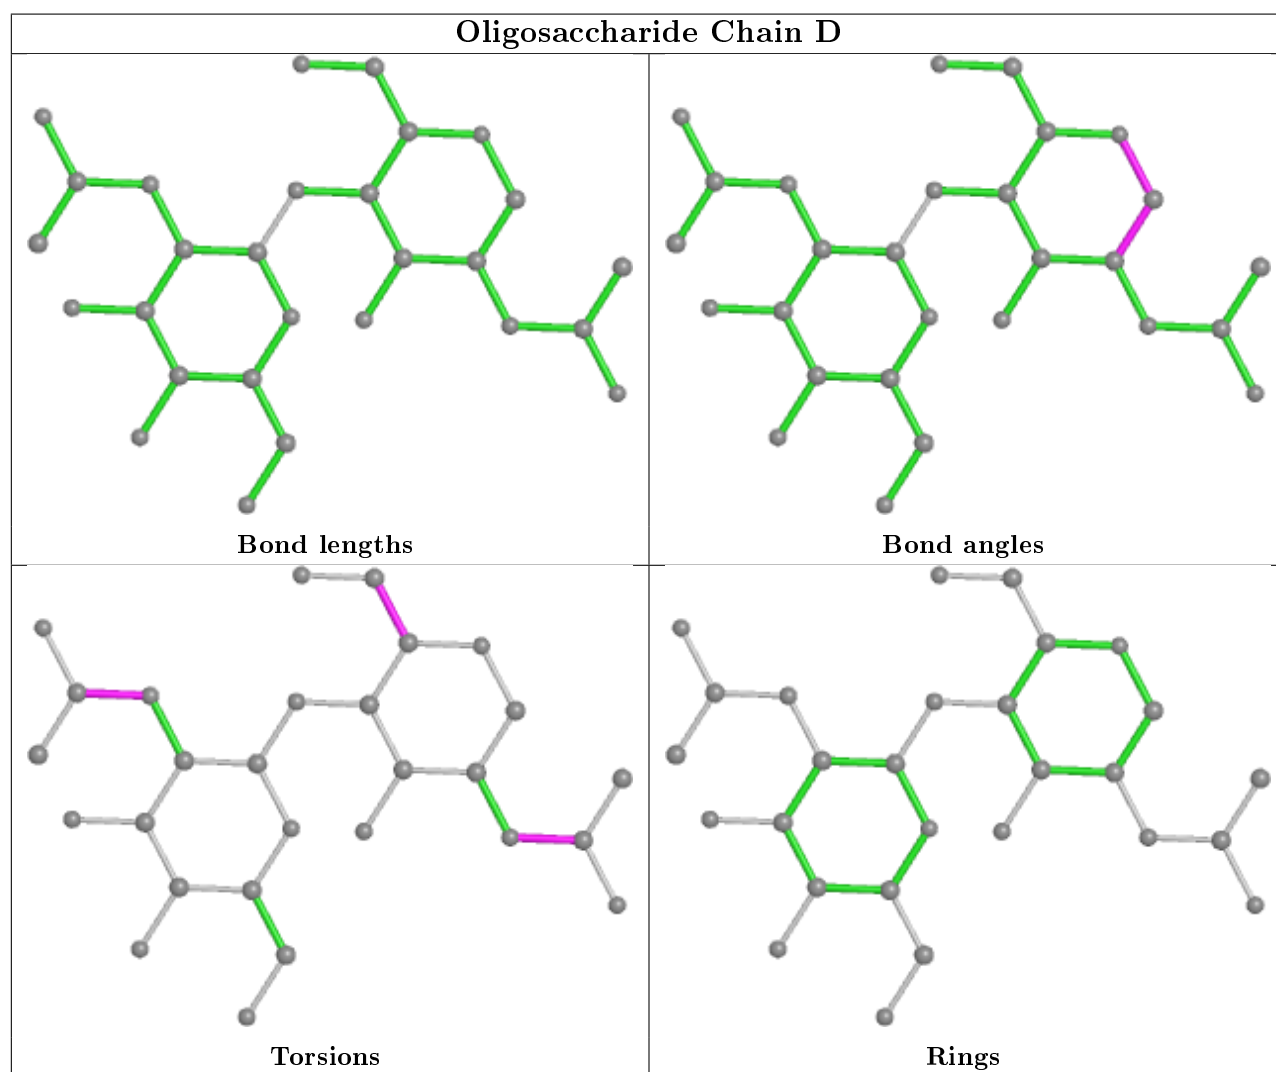 Oligosaccharide Chain D
Bond lengths
Bond angles
Torsions
Rings